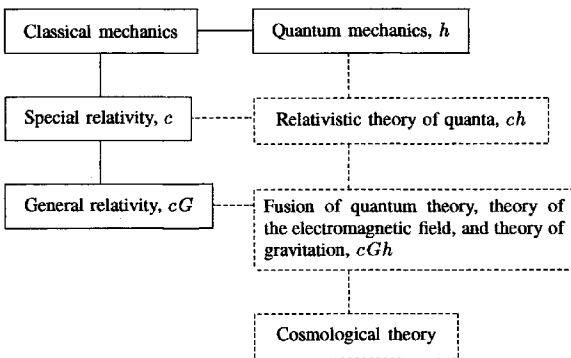 Classical mechanics
Quantum mechanics, h
Special relativity, c
Relativistic theory of quanta, ch
General relativity, cG
Fusion of quantum theory, theory of
the electromagnetic field, and theory of
gravitation, cGh
Cosmological theory